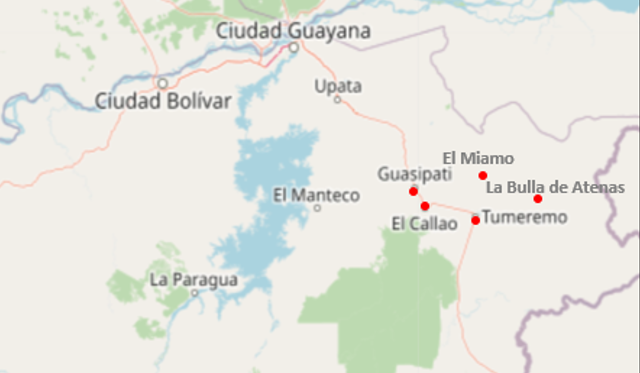 Ciudad Guayana
Upata
Ciudad Bolívar
El Miamo
Guasipati
La Bulla de Atenas
El Manteco
El Callao
Tumeremo
La Paragua